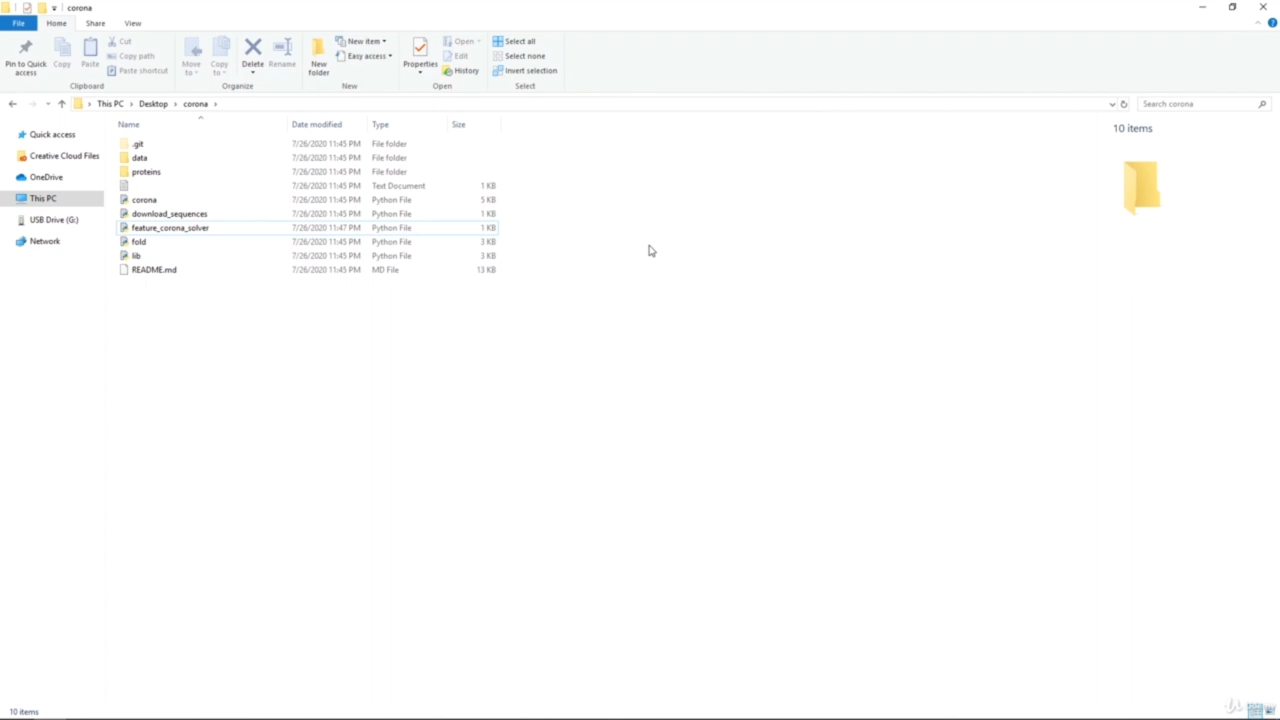 corona
File Home Share View
Pin to Quick access
Copy
Paste
Cut
Copy path
Paste shortcut
Clipboard
Move to
Copy to
Delete
Rename
Organize
New folder
New item
Easy access
New
Properties
Open
Edit
History
Open
Select all
Select none
Invert selection
Select
This PC > Desktop > corona >
Search corona
Name Date modified Type Size
10 items
Quick access
Creative Cloud Files
OneDrive
This PC
USB Drive (G:)
Network
.git 7/26/2020 11:45 PM File folder
data 7/26/2020 11:45 PM File folder
proteins 7/26/2020 11:45 PM File folder
7/26/2020 11:45 PM Text Document 1 KB
corona 7/26/2020 11:45 PM Python File 5 KB
download_sequences 7/26/2020 11:45 PM Python File 1 KB
feature_corona_solver 7/26/2020 11:47 PM Python File 1 KB
fold 7/26/2020 11:45 PM Python File 3 KB
lib 7/26/2020 11:45 PM Python File 3 KB
README.md 7/26/2020 11:45 PM MD File 13 KB
10 items